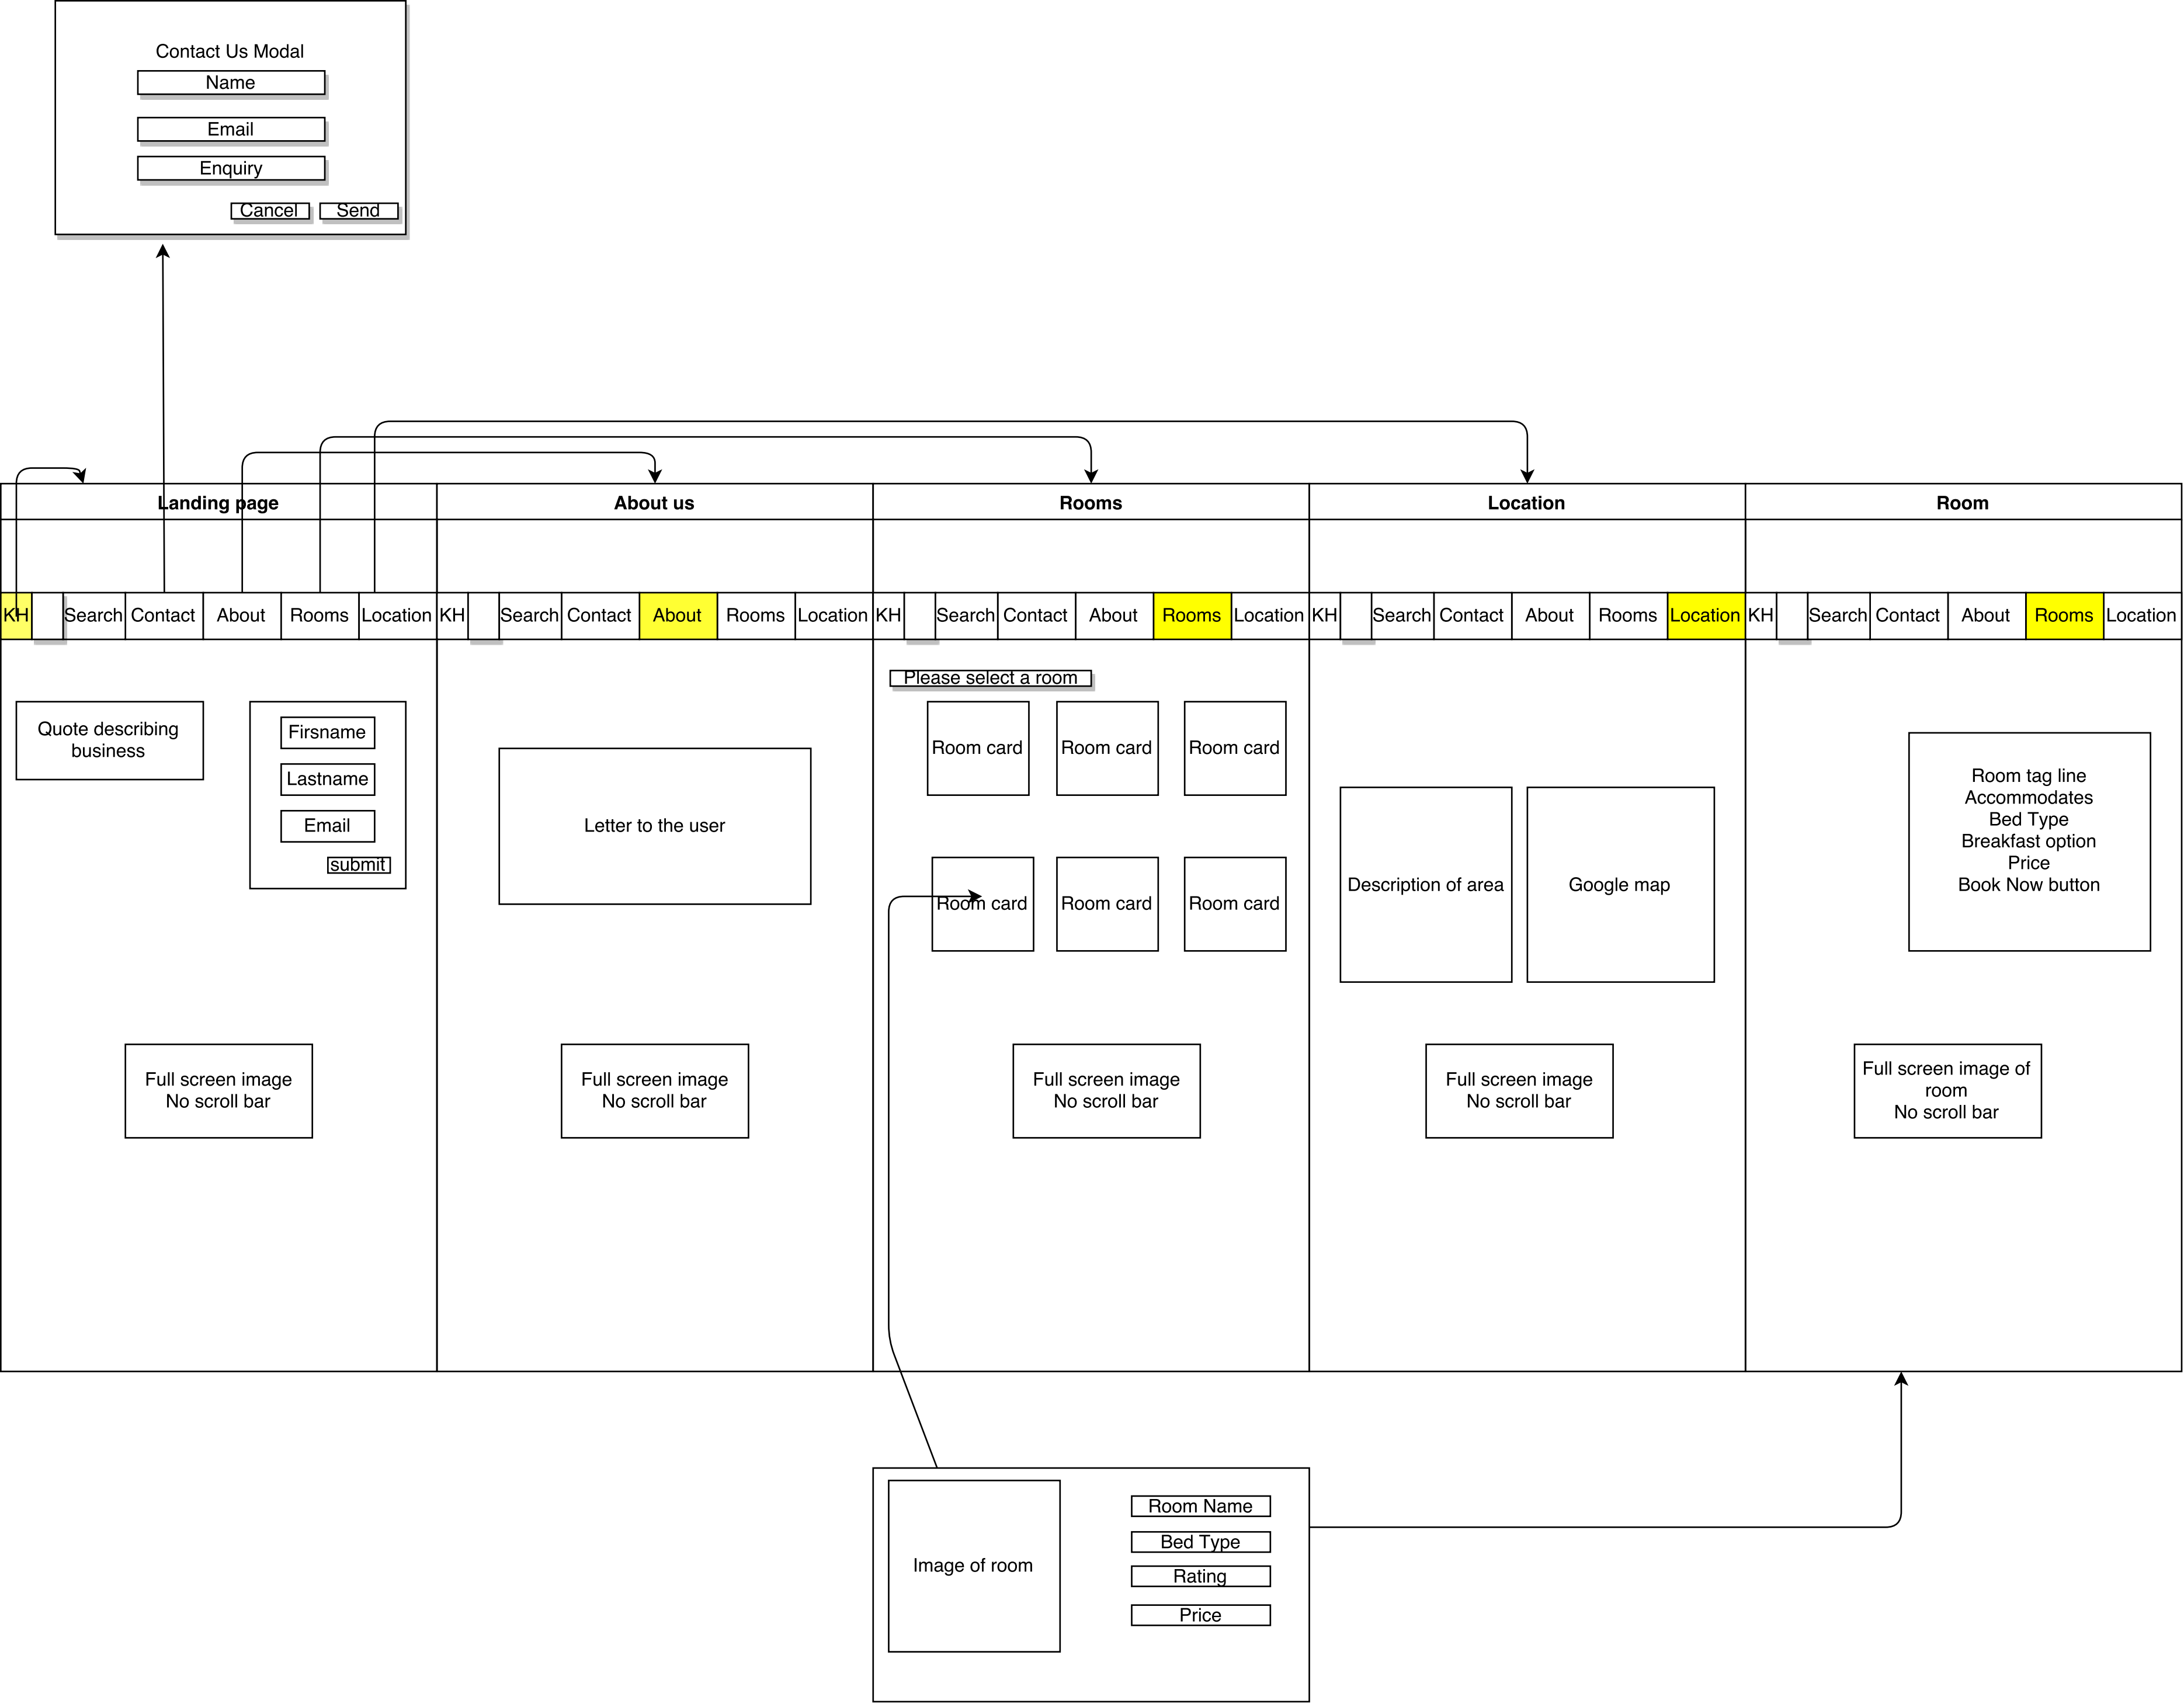 Contact Us Modal
Name
Email
Enquiry
Cancel
Send
Landing page
About us
Rooms
Location
Room
KH
Search
Contact
About
Rooms
Location
KH
Search
Contact
About
Rooms
Location
KH
Search
Contact
About
Rooms
Location
KH
Search
Contact
About
Rooms
Location
KH
Search
Contact
About
Rooms
Location
Quote describing
business
Firsname
Lastname
Email
submit
Full screen image
No scroll bar
Letter to the user
Full screen image
No scroll bar
Please select a room
Room card
Room card
Room card
Room card
Room card
Room card
Full screen image
No scroll bar
Description of area
Google map
Full screen image
No scroll bar
Room tag line
Accommodates
Bed Type
Breakfast option
Price
Book Now button
Full screen image of
room
No scroll bar
Image of room
Room Name
Bed Type
Rating
Price